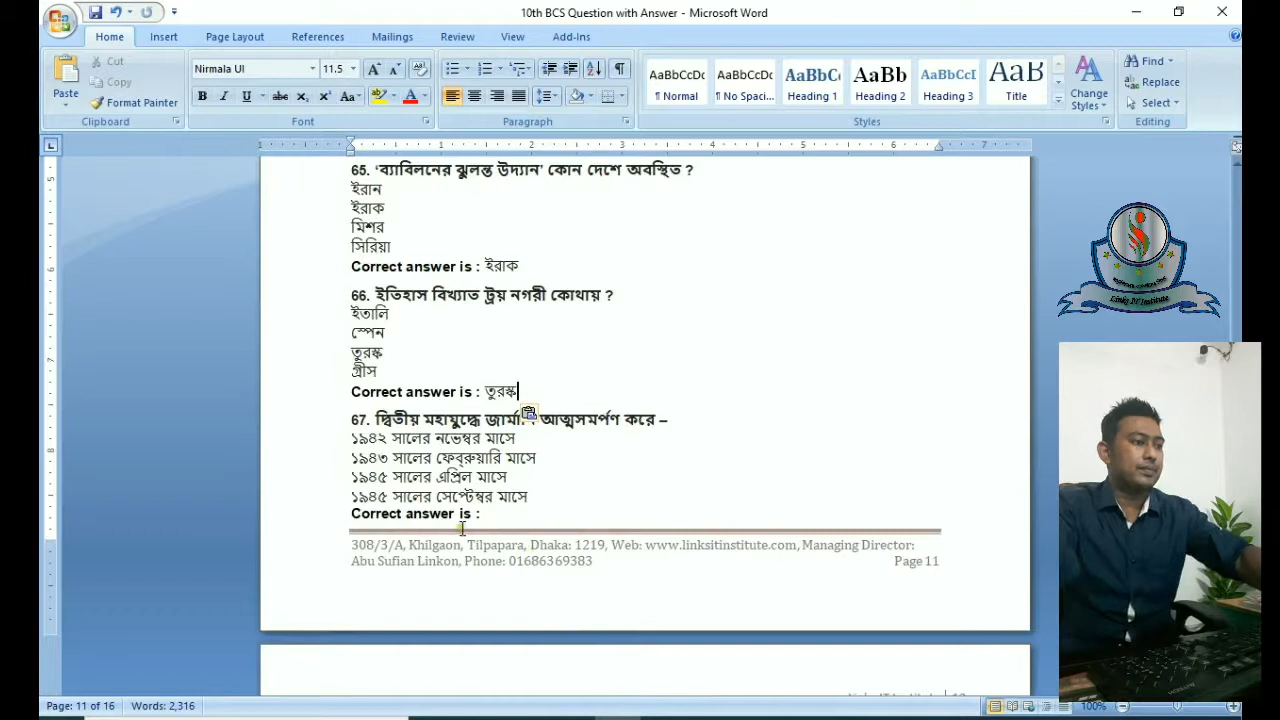 10th BCS Question with Answer - Microsoft Word
Home Insert Page Layout References Mailings Review View Add-Ins
Cut
Copy
Format Painter
Paste
Clipboard
Nirmala UI 11.5
Font
Paragraph
AaBbCcDc AaBbCcDc AaBbC AaBb AaBbCcI AaB
¶ Normal ¶ No Spaci... Heading 1 Heading 2 Heading 3 Title
Change Styles
Styles
Find
Replace
Select
Editing
65. ‘ব্যাবিলনের ঝুলন্ত উদ্যান’ কোন দেশে অবস্থিত ?
ইরান
ইরাক
মিশর
সিরিয়া
Correct answer is : ইরাক
66. ইতিহাস বিখ্যাত ট্রয় নগরী কোথায় ?
ইতালি
স্পেন
তুরস্ক
গ্রীস
Correct answer is : তুরস্ক
67. দ্বিতীয় মহাযুদ্ধে আত্মসমর্পণ করে –
১৯৪২ সালের নভেম্বর মাসে
১৯৪৩ সালের ফেব্রুয়ারি মাসে
১৯৪৫ সালের এপ্রিল মাসে
১৯৪৫ সালের সেপ্টেম্বর মাসে
Correct answer is :
308/3/A, Khilgaon, Tilpapara, Dhaka: 1219, Web: www.linksitinstitute.com, Managing Director:
Abu Sufian Linkon, Phone: 01686369383 Page 11
Links IT Institute
Page: 11 of 16 Words: 2,316 100%